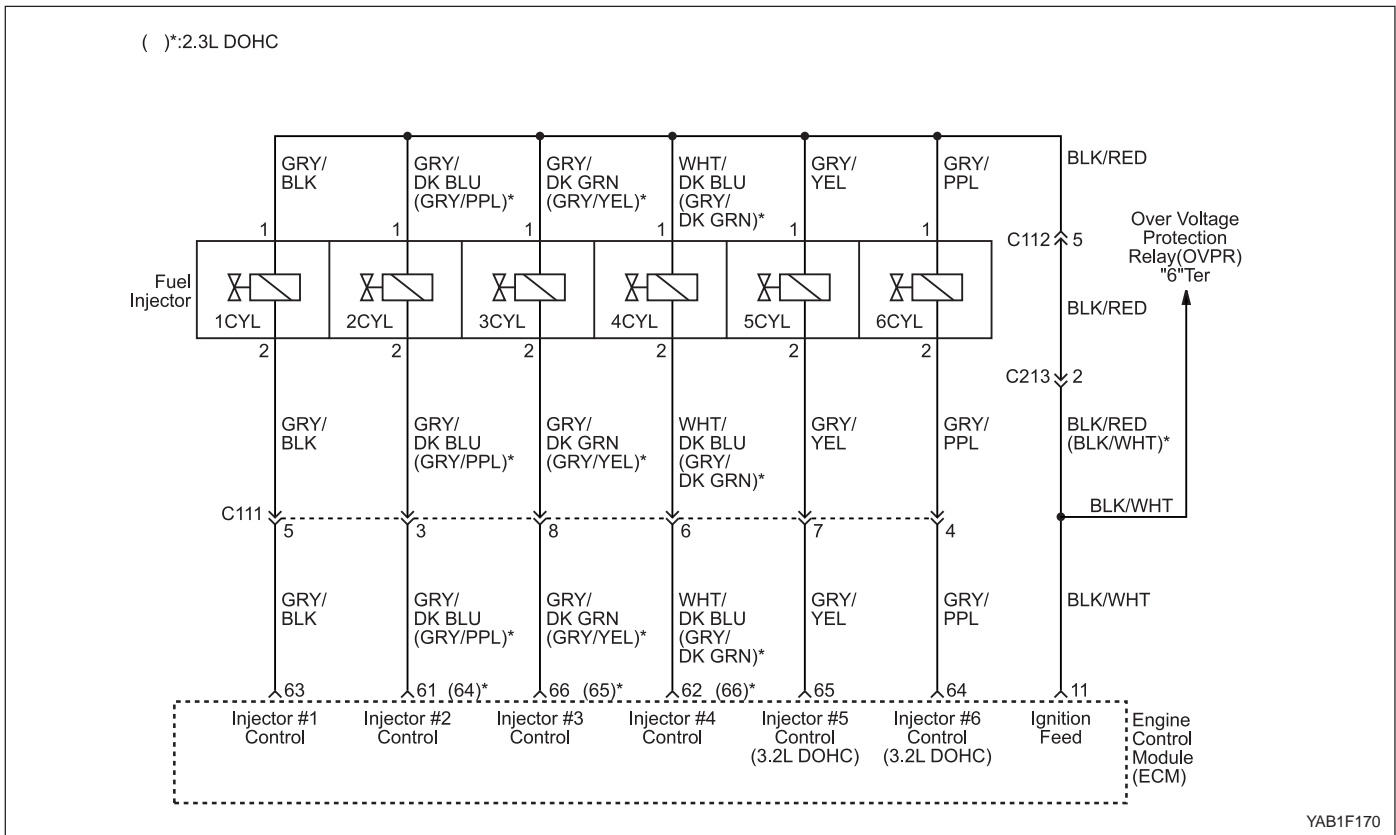 ( )*:2.3L DOHC
GRY/
BLK
GRY/
DK BLU
(GRY/PPL)*
GRY/
DK GRN
(GRY/YEL)*
WHT/
DK BLU
(GRY/
DK GRN)*
GRY/
YEL
GRY/
PPL
BLK/RED
1
1
1
1
1
1
C112
5
Over Voltage
Protection
Relay(OVPR)
"6"Ter
Fuel
Injector
1CYL
2CYL
3CYL
4CYL
5CYL
6CYL
BLK/RED
2
2
2
2
2
2
C213
2
GRY/
BLK
GRY/
DK BLU
(GRY/PPL)*
GRY/
DK GRN
(GRY/YEL)*
WHT/
DK BLU
(GRY/
DK GRN)*
GRY/
YEL
GRY/
PPL
BLK/RED
(BLK/WHT)*
BLK/WHT
C111
5
3
8
6
7
4
GRY/
BLK
GRY/
DK BLU
(GRY/PPL)*
GRY/
DK GRN
(GRY/YEL)*
WHT/
DK BLU
(GRY/
DK GRN)*
GRY/
YEL
GRY/
PPL
BLK/WHT
63
61 (64)*
66 (65)*
62 (66)*
65
64
11
Injector #1
Control
Injector #2
Control
Injector #3
Control
Injector #4
Control
Injector #5
Control
(3.2L DOHC)
Injector #6
Control
(3.2L DOHC)
Ignition
Feed
Engine
Control
Module
(ECM)
YAB1F170